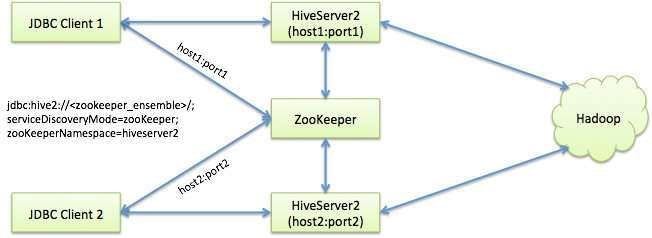 JDBC Client 1
HiveServer2
(host1:port1)
host1:port1
jdbc:hive2://<zookeeper_ensemble>/;
serviceDiscoveryMode=zooKeeper;
zooKeeperNamespace=hiveserver2
ZooKeeper
Hadoop
host2:port2
JDBC Client 2
HiveServer2
(host2:port2)